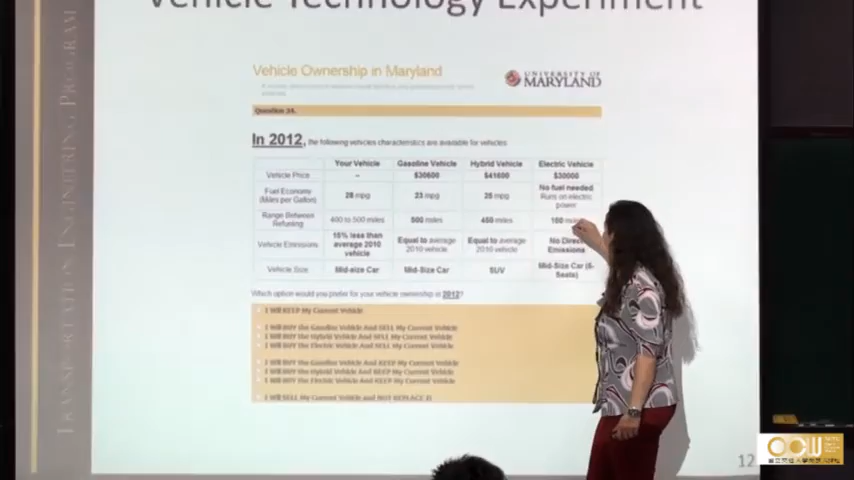 Vehicle Technology Experiment
TRANSPORTATION ENGINEERING PROGRAM
Vehicle Ownership in Maryland
UNIVERSITY OF
MARYLAND
Question 24.
In 2012, the following vehicles characteristics are available for vehicles
Your Vehicle Gasoline Vehicle Hybrid Vehicle Electric Vehicle
Vehicle Price – $30600 $41600 $30000
Fuel Economy (Miles per Gallon) 28 mpg 23 mpg 28 mpg No fuel needed Runs on electric power
Range Between Refueling 400 to 500 miles 500 miles 450 miles 100
Vehicle Emissions 15% less than average 2010 vehicle Equal to average 2010 vehicle Equal to average 2010 vehicle No Direct Emissions
Vehicle Size Mid-size Car Mid-Size Car SUV Mid-Size Car (5-Seats)
Which option would you prefer for your vehicle ownership in 2012?
I Will KEEP My Current Vehicle
I Will BUY the Gasoline Vehicle And SELL My Current Vehicle
I Will BUY the Hybrid Vehicle And SELL My Current Vehicle
I Will BUY the Electric Vehicle And SELL My Current Vehicle
I Will BUY the Gasoline Vehicle And KEEP My Current Vehicle
I Will BUY the Hybrid Vehicle And KEEP My Current Vehicle
I Will BUY the Electric Vehicle And KEEP My Current Vehicle
I Will SELL My Current Vehicle and NOT REPLACE It
12
OCW